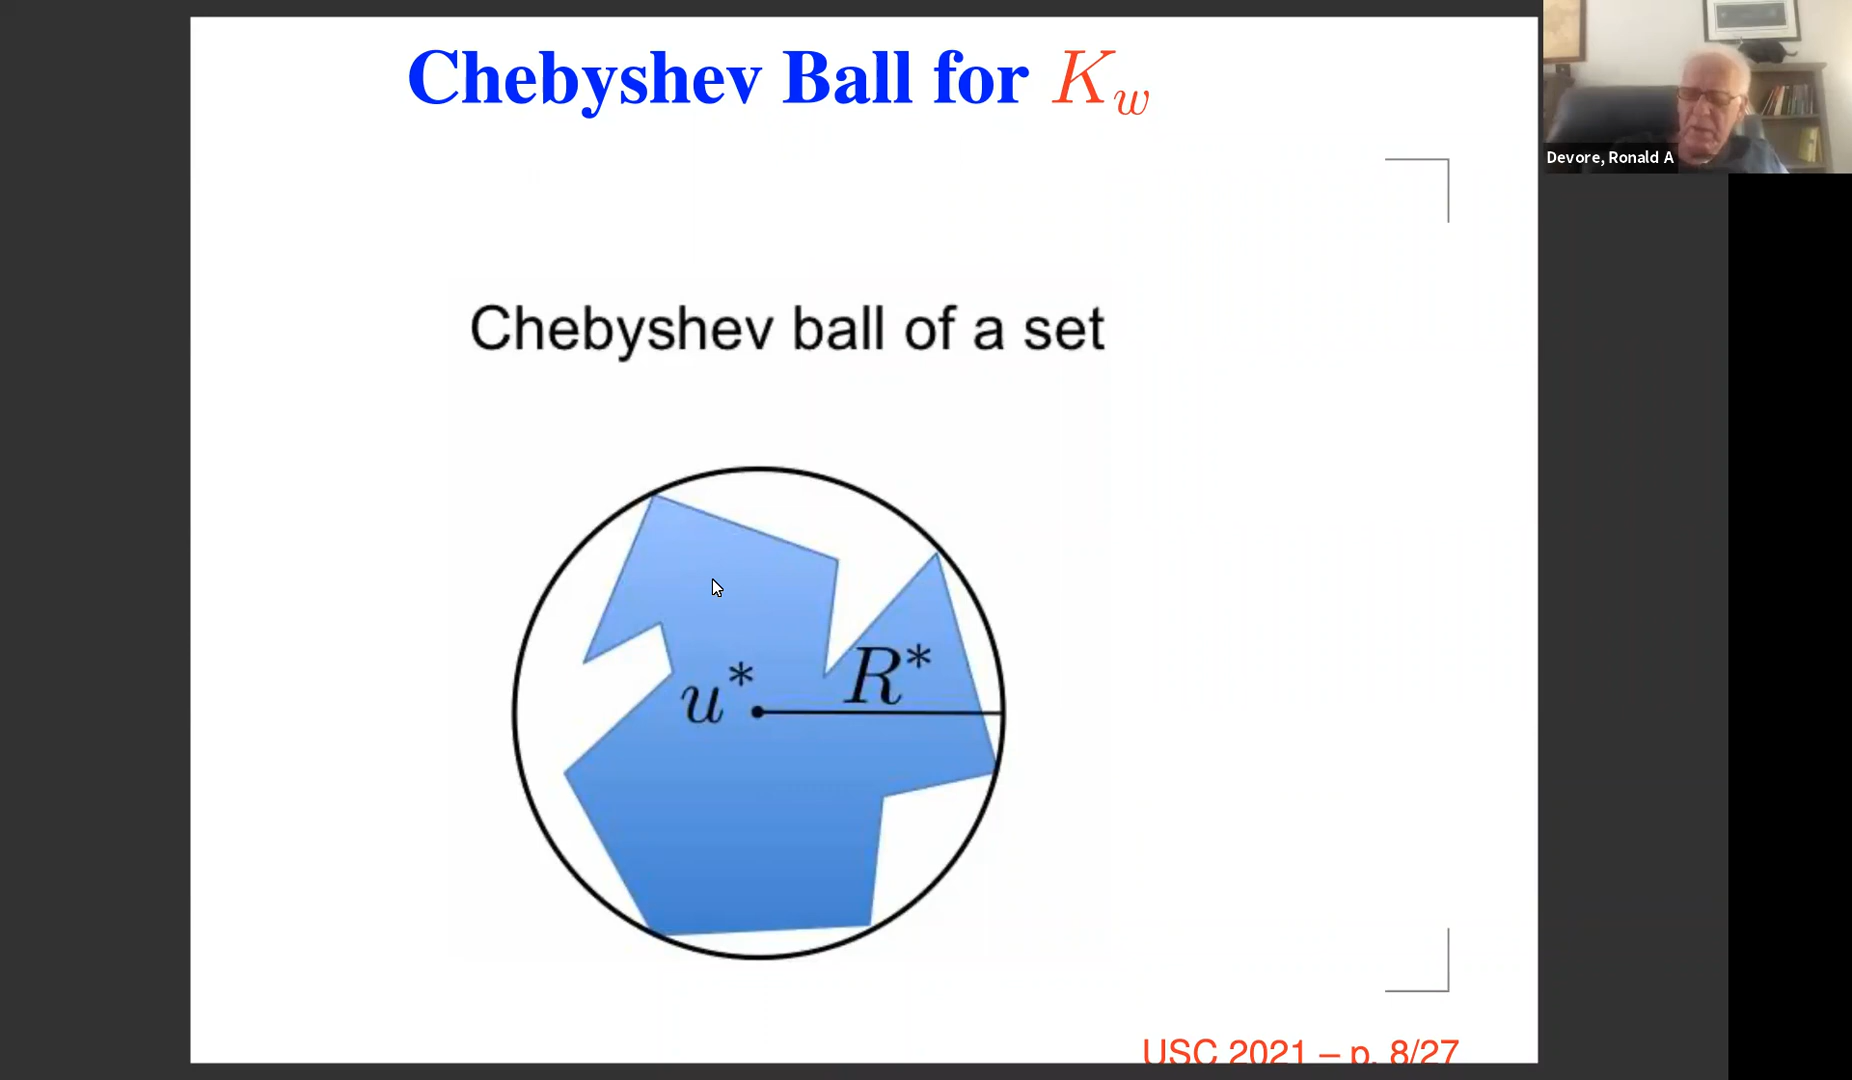 Chebyshev Ball for K_w
Devore, Ronald A
Chebyshev ball of a set
u* R*
USC 2021 – p. 8/27